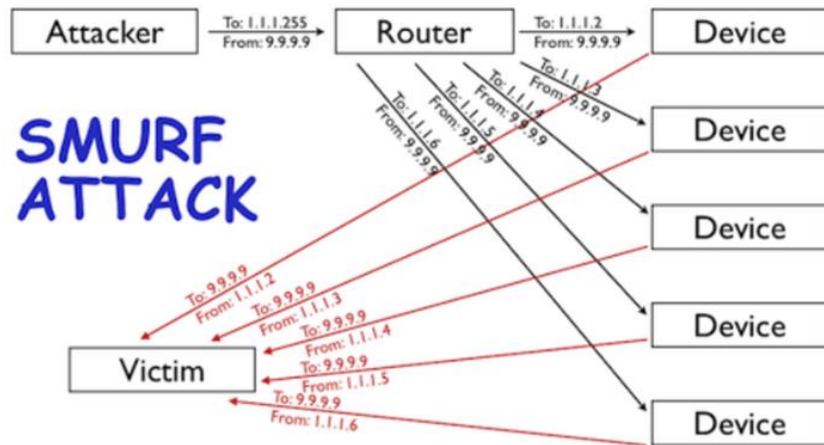 Attacker
To: 1.1.1.255
From: 9.9.9.9
Router
To: 1.1.1.2
From: 9.9.9.9
Device
To: 1.1.1.3
From: 9.9.9.9
Device
To: 1.1.1.4
From: 9.9.9.9
Device
To: 1.1.1.5
From: 9.9.9.9
Device
To: 1.1.1.6
From: 9.9.9.9
Device
SMURF
ATTACK
To: 9.9.9.9
From: 1.1.1.2
To: 9.9.9.9
From: 1.1.1.3
To: 9.9.9.9
From: 1.1.1.4
To: 9.9.9.9
From: 1.1.1.5
To: 9.9.9.9
From: 1.1.1.6
Victim